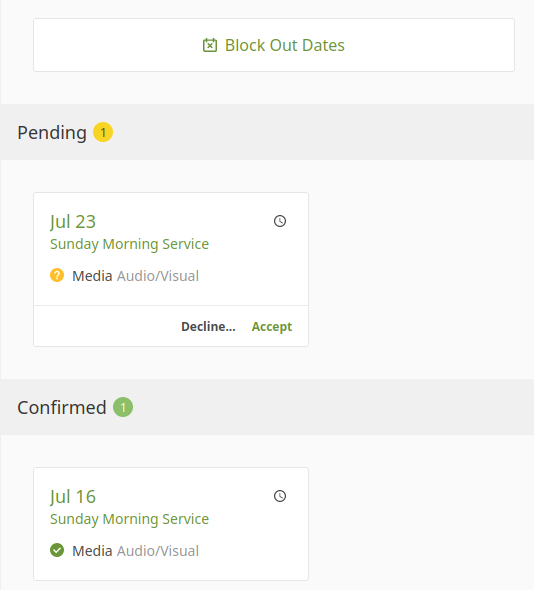 Block Out Dates
Pending 1
Jul 23
Sunday Morning Service
? Media Audio/Visual
Decline... Accept
Confirmed 1
Jul 16
Sunday Morning Service
Media Audio/Visual